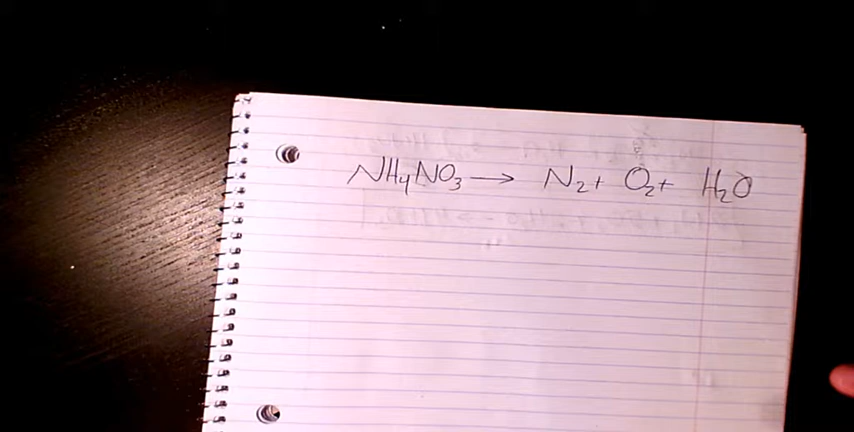 NH₄NO₃ → N₂ + O₂ + H₂O